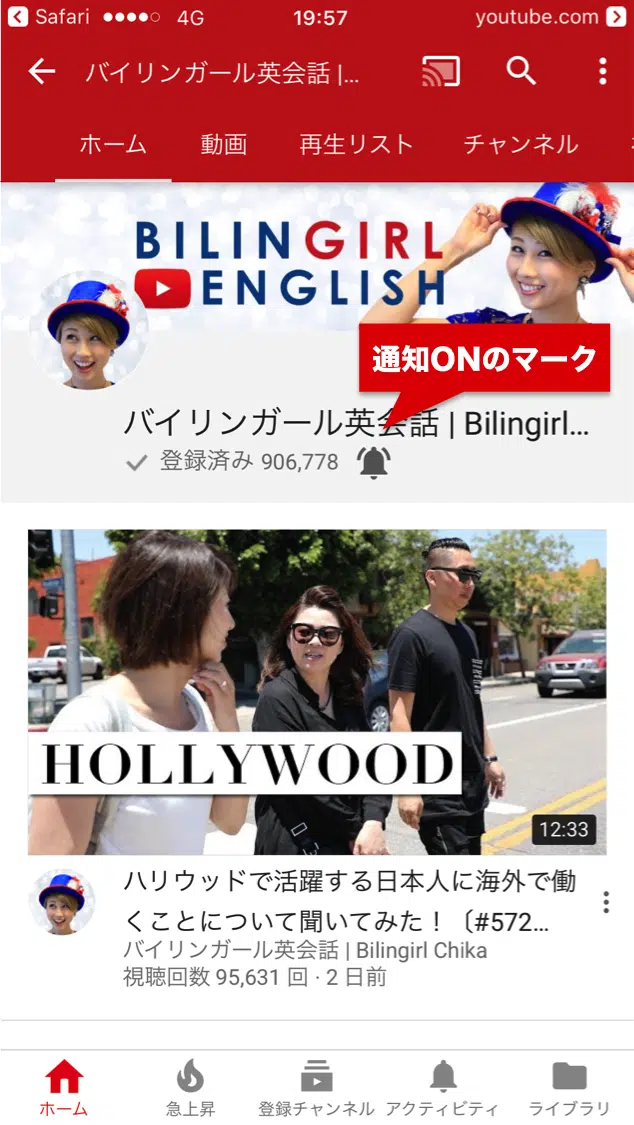 Safari 4G 19:57 youtube.com
バイリンガール英会話 |...
ホーム 動画 再生リスト チャンネル
BILINGIRL
ENGLISH
通知ONのマーク
バイリンガール英会話 | Bilingirl...
登録済み 906,778
HOLLYWOOD
12:33
ハリウッドで活躍する日本人に海外で働
くことについて聞いてみた！〔#572...
バイリンガール英会話 | Bilingirl Chika
視聴回数 95,631 回 · 2 日前
ホーム 急上昇 登録チャンネル アクティビティ ライブラリ